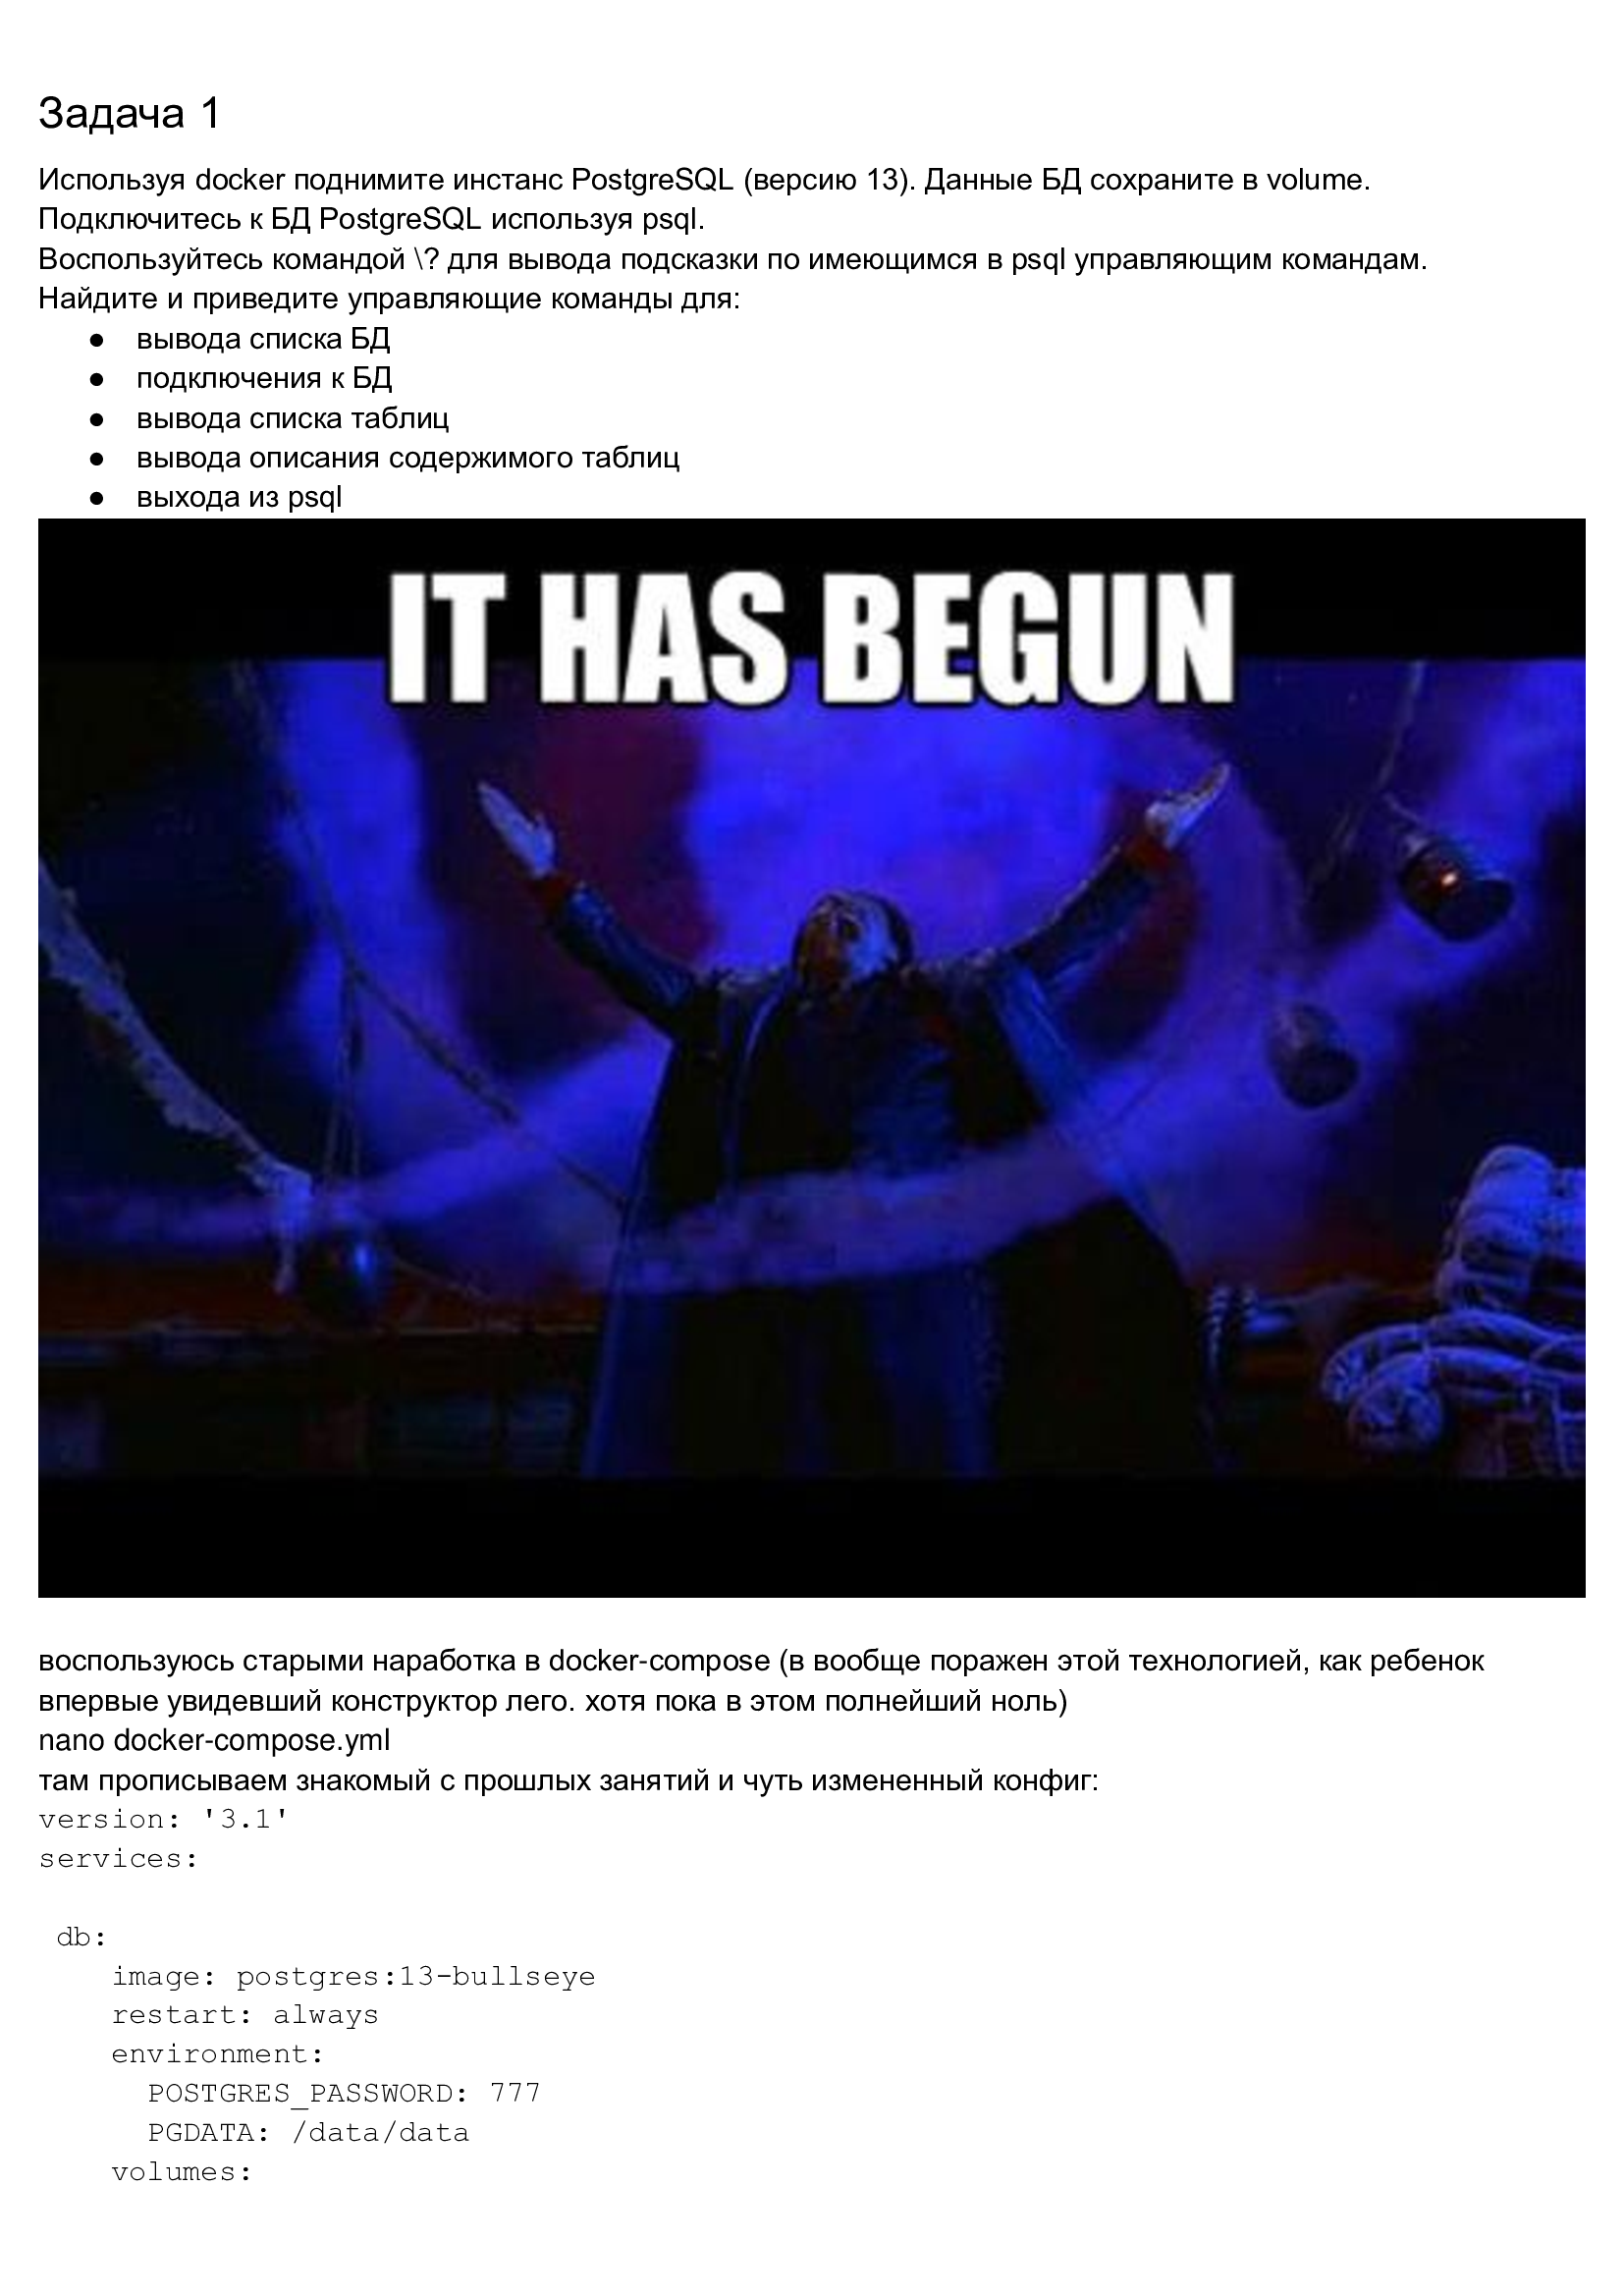 Задача 1
Используя docker поднимите инстанс PostgreSQL (версию 13). Данные БД сохраните в volume.
Подключитесь к БД PostgreSQL используя psql.
Воспользуйтесь командой \? для вывода подсказки по имеющимся в psql управляющим командам.
Найдите и приведите управляющие команды для:
● вывода списка БД
● подключения к БД
● вывода списка таблиц
● вывода описания содержимого таблиц
● выхода из psql
IT HAS BEGUN
воспользуюсь старыми наработка в docker-compose (в вообще поражен этой технологией, как ребенок
впервые увидевший конструктор лего. хотя пока в этом полнейший ноль)
nano docker-compose.yml
там прописываем знакомый с прошлых занятий и чуть измененный конфиг:
version: '3.1'
services:
db:
image: postgres:13-bullseye
restart: always
environment:
POSTGRES_PASSWORD: 777
PGDATA: /data/data
volumes: